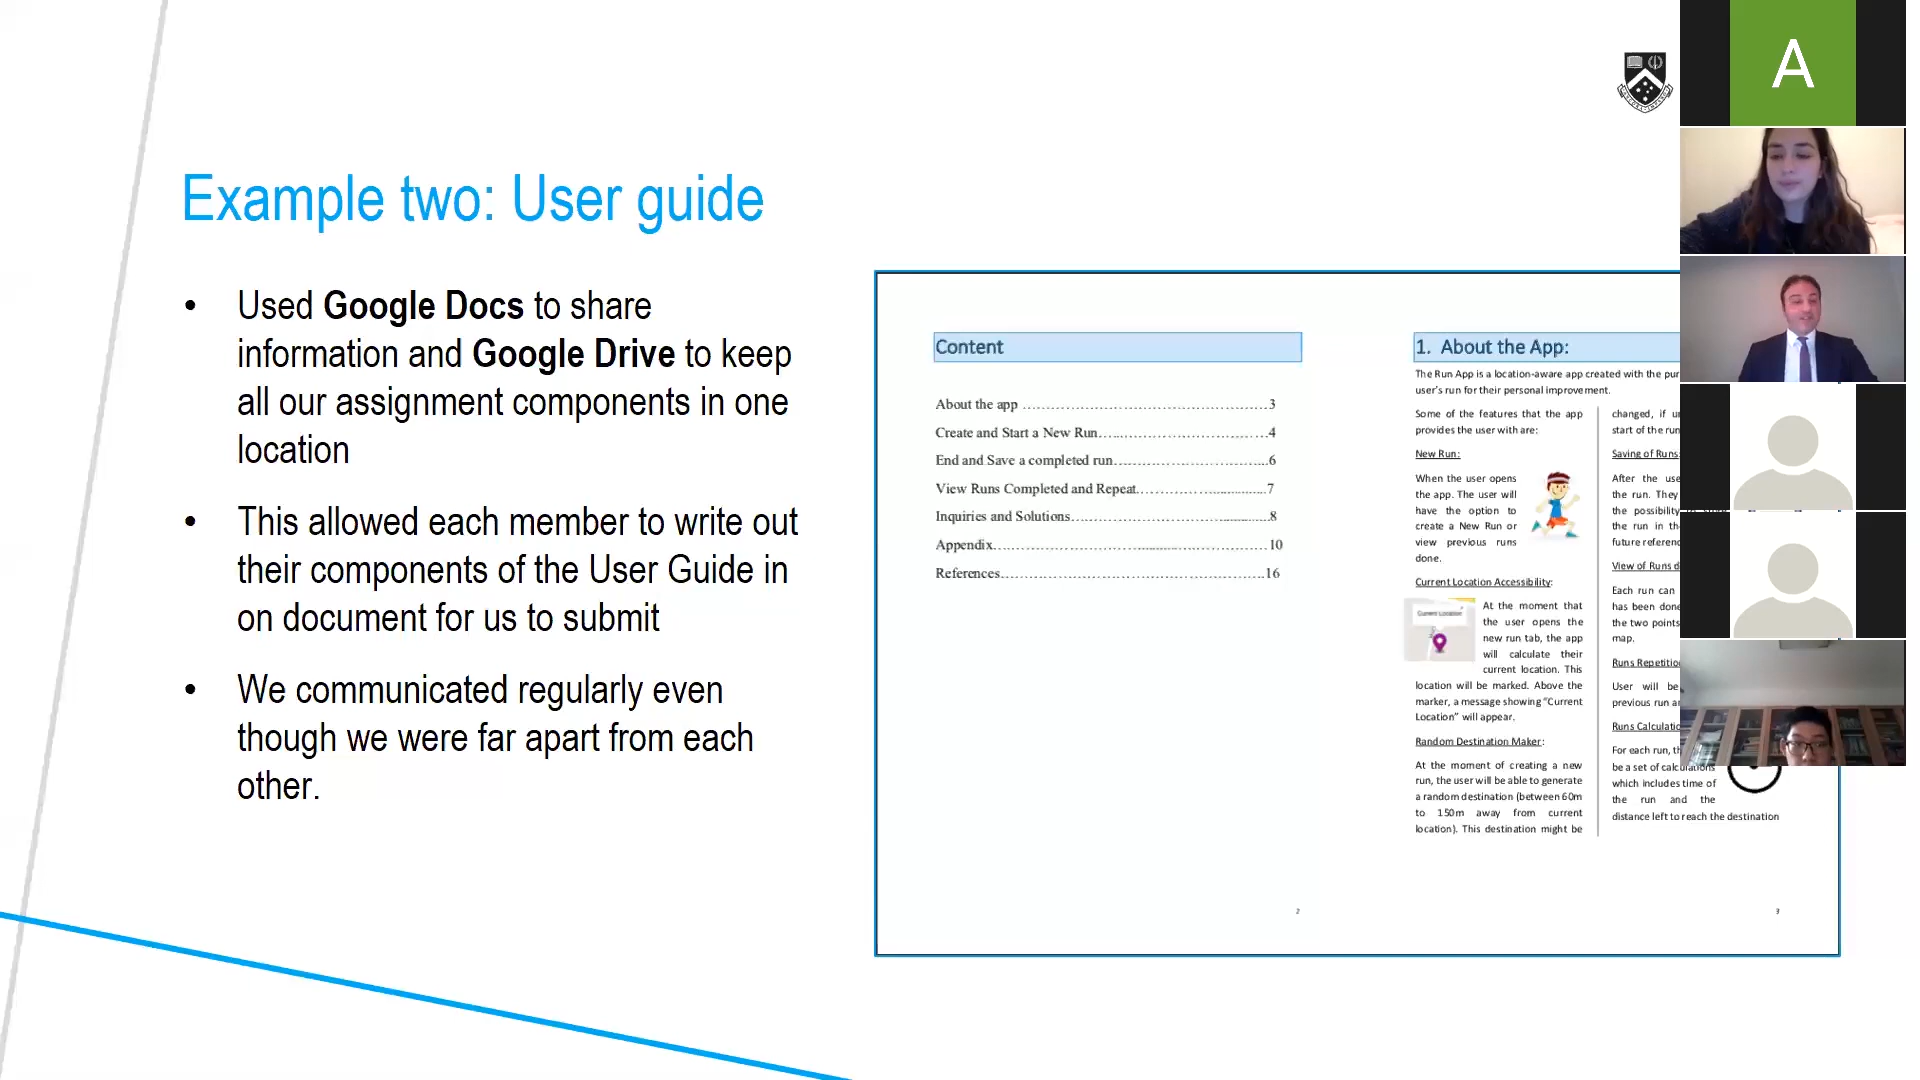 A
Example two: User guide
• Used Google Docs to share
information and Google Drive to keep
all our assignment components in one
location
• This allowed each member to write out
their components of the User Guide in
on document for us to submit
• We communicated regularly even
though we were far apart from each
other.
Content
About the app ............................................................3
Create and Start a New Run...........................................4
End and Save a completed run........................................6
View Runs Completed and Repeat..................................7
Inquiries and Solutions..................................................8
Appendix....................................................................10
References..................................................................16
2
1. About the App:
The Run App is a location-aware app created with the
user's run for their personal improvement.
Some of the features that the app
provides the user with are:
New Run:
When the user opens
the app. The user will
have the option to
create a New Run or
view previous runs
done.
Current Location Accessibility:
Current Location
At the moment that
the user opens the
new run tab, the app
will calculate their
current location. This
location will be marked. Above the
marker, a message showing "Current
Location" will appear.
Random Destination Maker:
At the moment of creating a new
run, the user will be able to generate
a random destination (between 60m
to 150m away from current
location). This destination might be
changed, if
start of the run
Saving of Runs:
After the
the run. They
the possibility
the run in
future
View of Runs
Each run can
has been done
the two points
map.
Runs
User will be
previous run
Runs
For each run,
be a set of calculations
which includes time of
the run and the
distance left to reach the destination
3